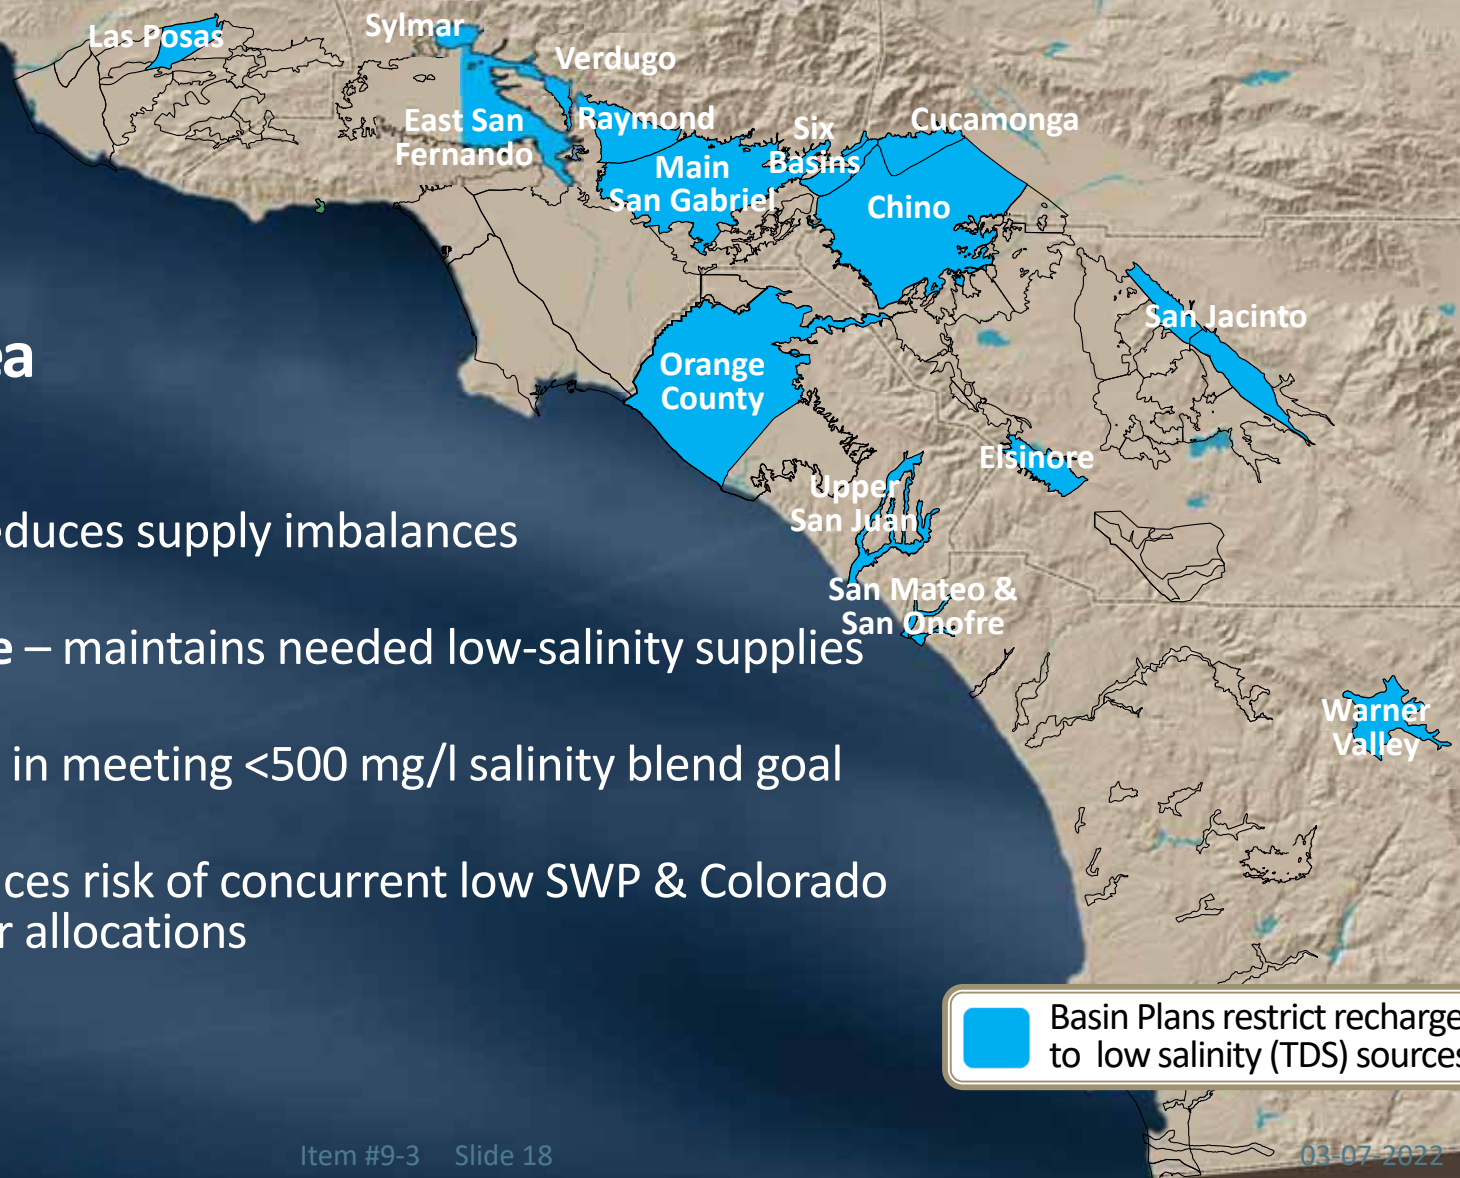 Las Posas
Sylmar
Verdugo
East San
Fernando
Raymond
Main
San Gabriel
Six
Basins
Cucamonga
Chino
San Jacinto
Orange
County
Elsinore
Upper
San Juan
San Mateo &
San Onofre
Warner
Valley
ea
educes supply imbalances
e – maintains needed low-salinity supplies
in meeting <500 mg/l salinity blend goal
ces risk of concurrent low SWP & Colorado
r allocations
Basin Plans restrict recharge
to low salinity (TDS) sources
Item #9-3 Slide 18
03-07-2022